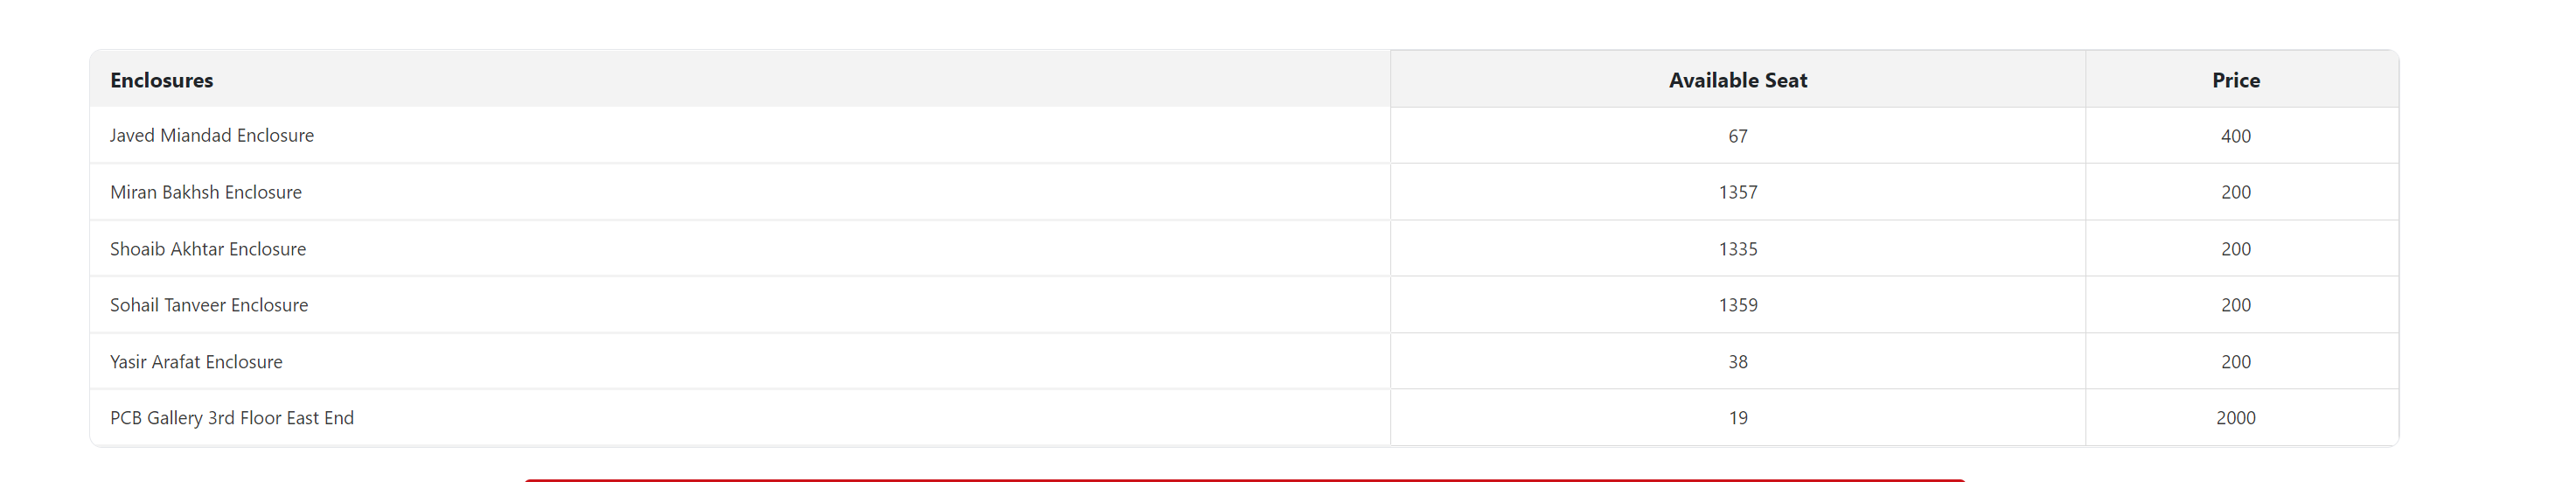 Enclosures Available Seat Price
Javed Miandad Enclosure 67 400
Miran Bakhsh Enclosure 1357 200
Shoaib Akhtar Enclosure 1335 200
Sohail Tanveer Enclosure 1359 200
Yasir Arafat Enclosure 38 200
PCB Gallery 3rd Floor East End 19 2000